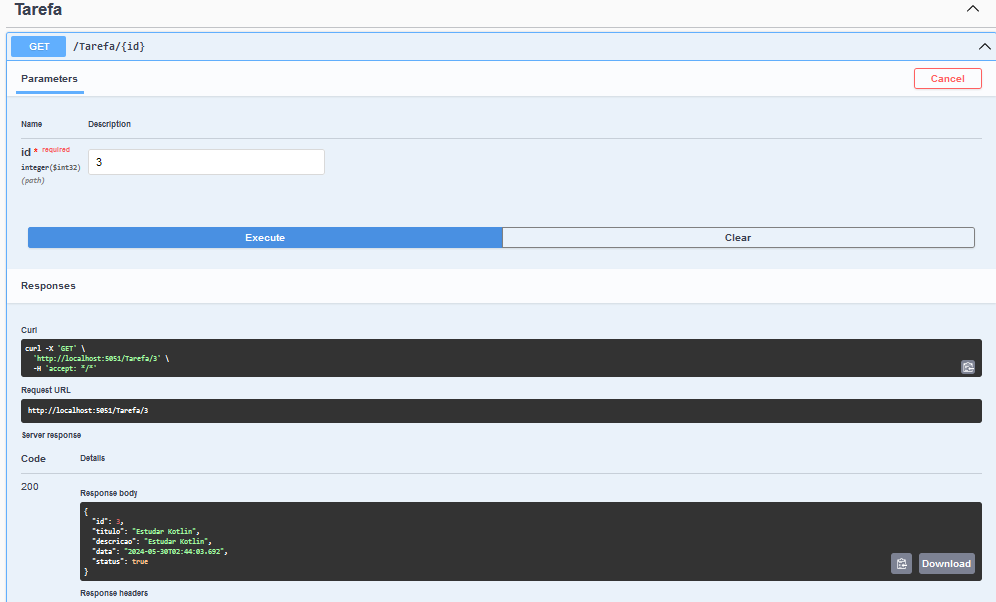 Tarefa
GET /Tarefa/{id}
Parameters
Cancel
Name Description
id * required
integer($int32)
(path)
3
Execute Clear
Responses
Curl
curl -X 'GET' \
'http://localhost:5051/Tarefa/3' \
-H 'accept: */*'
Request URL
http://localhost:5051/Tarefa/3
Server response
Code Details
200
Response body
{
"id": 3,
"titulo": "Estudar Kotlin",
"descricao": "Estudar Kotlin",
"data": "2024-05-30T02:44:03.692",
"status": true
}
Download
Response headers